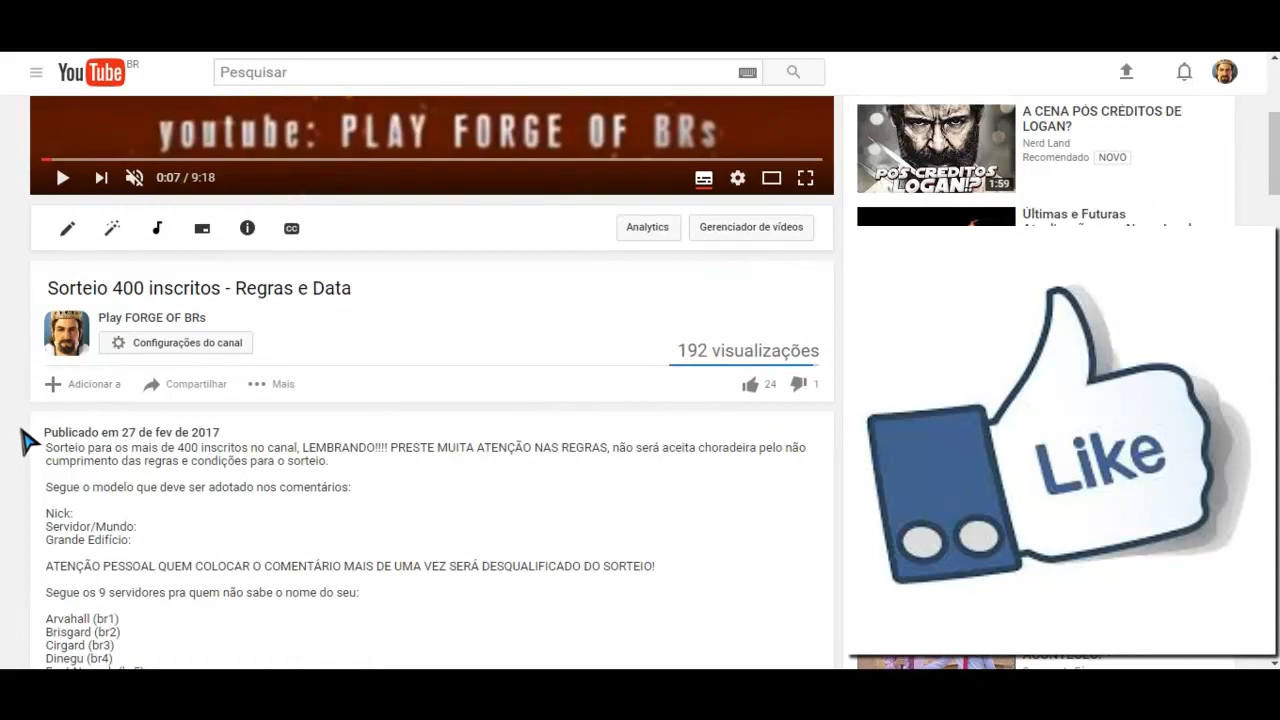 YouTube BR
Pesquisar
youtube: PLAY FORGE OF BRs
0:07 / 9:18
Analytics
Gerenciador de vídeos
Sorteio 400 inscritos - Regras e Data
Play FORGE OF BRs
Configurações do canal
192 visualizações
Adicionar a
Compartilhar
Mais
24
1
Publicado em 27 de fev de 2017
Sorteio para os mais de 400 inscritos no canal, LEMBRANDO!!!! PRESTE MUITA ATENÇÃO NAS REGRAS, não será aceita choradeira pelo não
cumprimento das regras e condições para o sorteio.
Segue o modelo que deve ser adotado nos comentários:
Nick:
Servidor/Mundo:
Grande Edifício:
ATENÇÃO PESSOAL QUEM COLOCAR O COMENTÁRIO MAIS DE UMA VEZ SERÁ DESQUALIFICADO DO SORTEIO!
Segue os 9 servidores pra quem não sabe o nome do seu:
Arvahall (br1)
Brisgard (br2)
Cirgard (br3)
Dinegu (br4)
PÓS CRÉDITOS
LOGAN!?
1:59
A CENA PÓS CRÉDITOS DE
LOGAN?
Nerd Land
Recomendado NOVO
Últimas e Futuras
Like